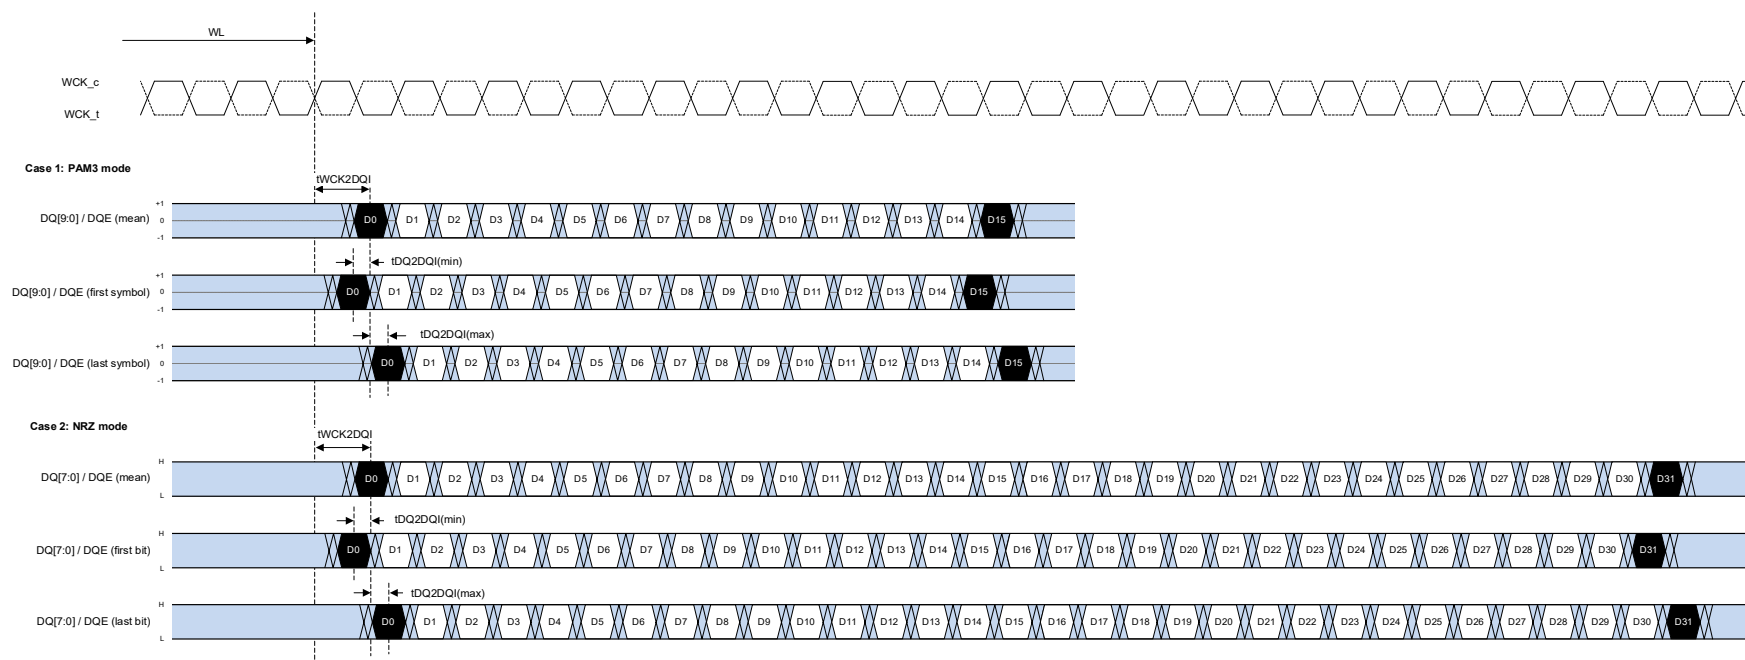 WL
WCK_c
WCK_t
Case 1: PAM3 mode
tWCK2DQI
+1
DQ[9:0] / DQE (mean) 0 D0 D1 D2 D3 D4 D5 D6 D7 D8 D9 D10 D11 D12 D13 D14 D15
-1
tDQ2DQI(min)
+1
DQ[9:0] / DQE (first symbol) 0 D0 D1 D2 D3 D4 D5 D6 D7 D8 D9 D10 D11 D12 D13 D14 D15
-1
tDQ2DQI(max)
+1
DQ[9:0] / DQE (last symbol) 0 D0 D1 D2 D3 D4 D5 D6 D7 D8 D9 D10 D11 D12 D13 D14 D15
-1
Case 2: NRZ mode
tWCK2DQI
H
DQ[7:0] / DQE (mean) D0 D1 D2 D3 D4 D5 D6 D7 D8 D9 D10 D11 D12 D13 D14 D15 D16 D17 D18 D19 D20 D21 D22 D23 D24 D25 D26 D27 D28 D29 D30 D31
L
tDQ2DQI(min)
H
DQ[7:0] / DQE (first bit) D0 D1 D2 D3 D4 D5 D6 D7 D8 D9 D10 D11 D12 D13 D14 D15 D16 D17 D18 D19 D20 D21 D22 D23 D24 D25 D26 D27 D28 D29 D30 D31
L
tDQ2DQI(max)
H
DQ[7:0] / DQE (last bit) D0 D1 D2 D3 D4 D5 D6 D7 D8 D9 D10 D11 D12 D13 D14 D15 D16 D17 D18 D19 D20 D21 D22 D23 D24 D25 D26 D27 D28 D29 D30 D31
L